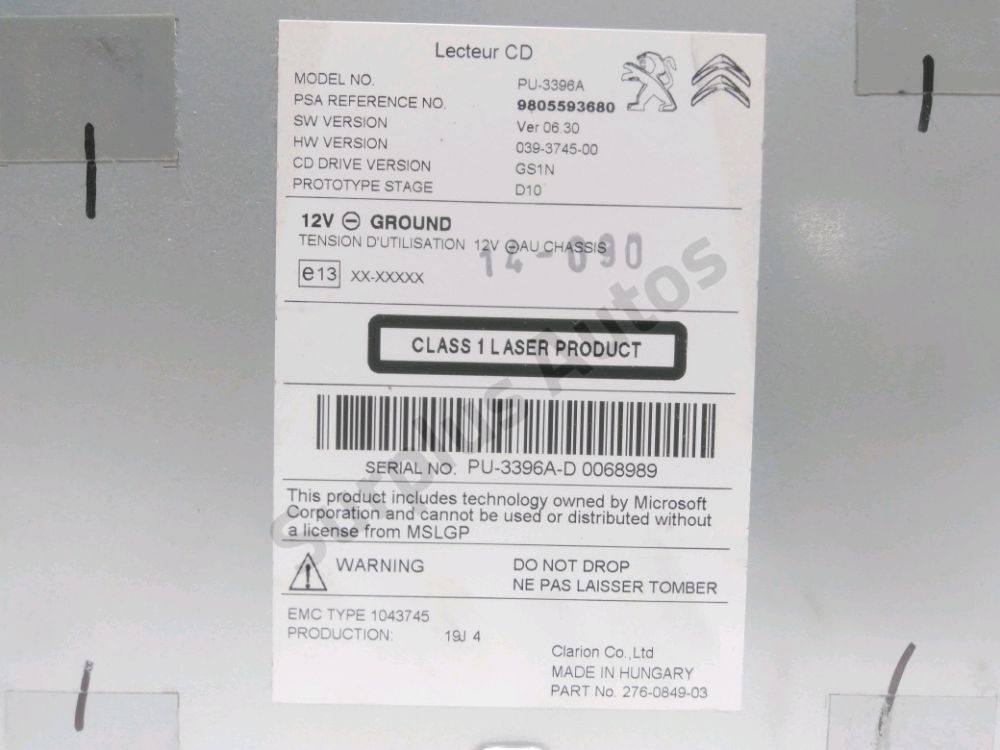 Lecteur CD
MODEL NO. PU-3396A
PSA REFERENCE NO. 9805593680
SW VERSION Ver 06.30
HW VERSION 039-3745-00
CD DRIVE VERSION GS1N
PROTOTYPE STAGE D10
12V ⊖ GROUND
TENSION D'UTILISATION 12V ⊖AU CHASSIS
14-090
e13 XX-XXXXX
CLASS 1 LASER PRODUCT
SERIAL NO. PU-3396A-D 0068989
This product includes technology owned by Microsoft
Corporation and cannot be used or distributed without
a license from MSLGP
WARNING DO NOT DROP
NE PAS LAISSER TOMBER
EMC TYPE 1043745
PRODUCTION: 19J 4
Clarion Co.,Ltd
MADE IN HUNGARY
PART No. 276-0849-03
Surplus Autos